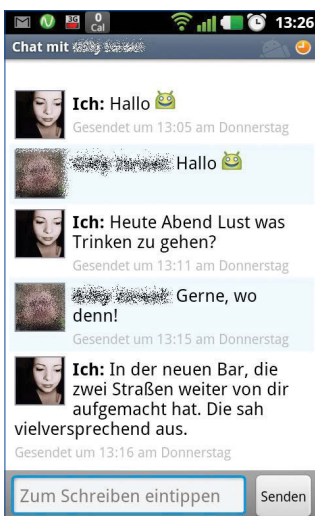 3G
0
Cal
13:26
Chat mit
Ich: Hallo
Gesendet um 13:05 am Donnerstag
Hallo
Ich: Heute Abend Lust was
Trinken zu gehen?
Gesendet um 13:11 am Donnerstag
Gerne, wo
denn!
Gesendet um 13:15 am Donnerstag
Ich: In der neuen Bar, die
zwei Straßen weiter von dir
aufgemacht hat. Die sah
vielversprechend aus.
Gesendet um 13:16 am Donnerstag
Zum Schreiben eintippen
Senden